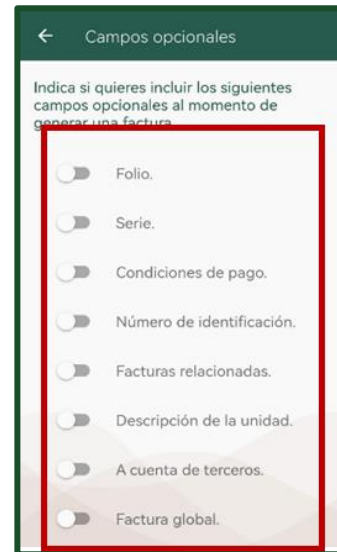 Campos opcionales
Indica si quieres incluir los siguientes
campos opcionales al momento de
generar una factura
Folio.
Serie.
Condiciones de pago.
Número de identificación.
Facturas relacionadas.
Descripción de la unidad.
A cuenta de terceros.
Factura global.